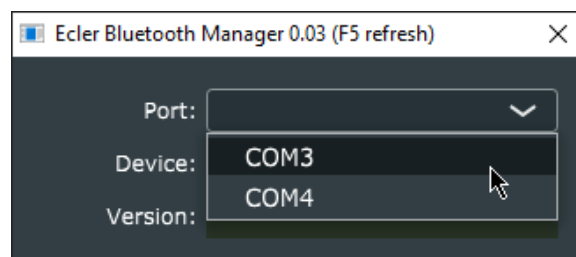 Ecler Bluetooth Manager 0.03 (F5 refresh)
Port:
COM3
Device:
COM4
Version: